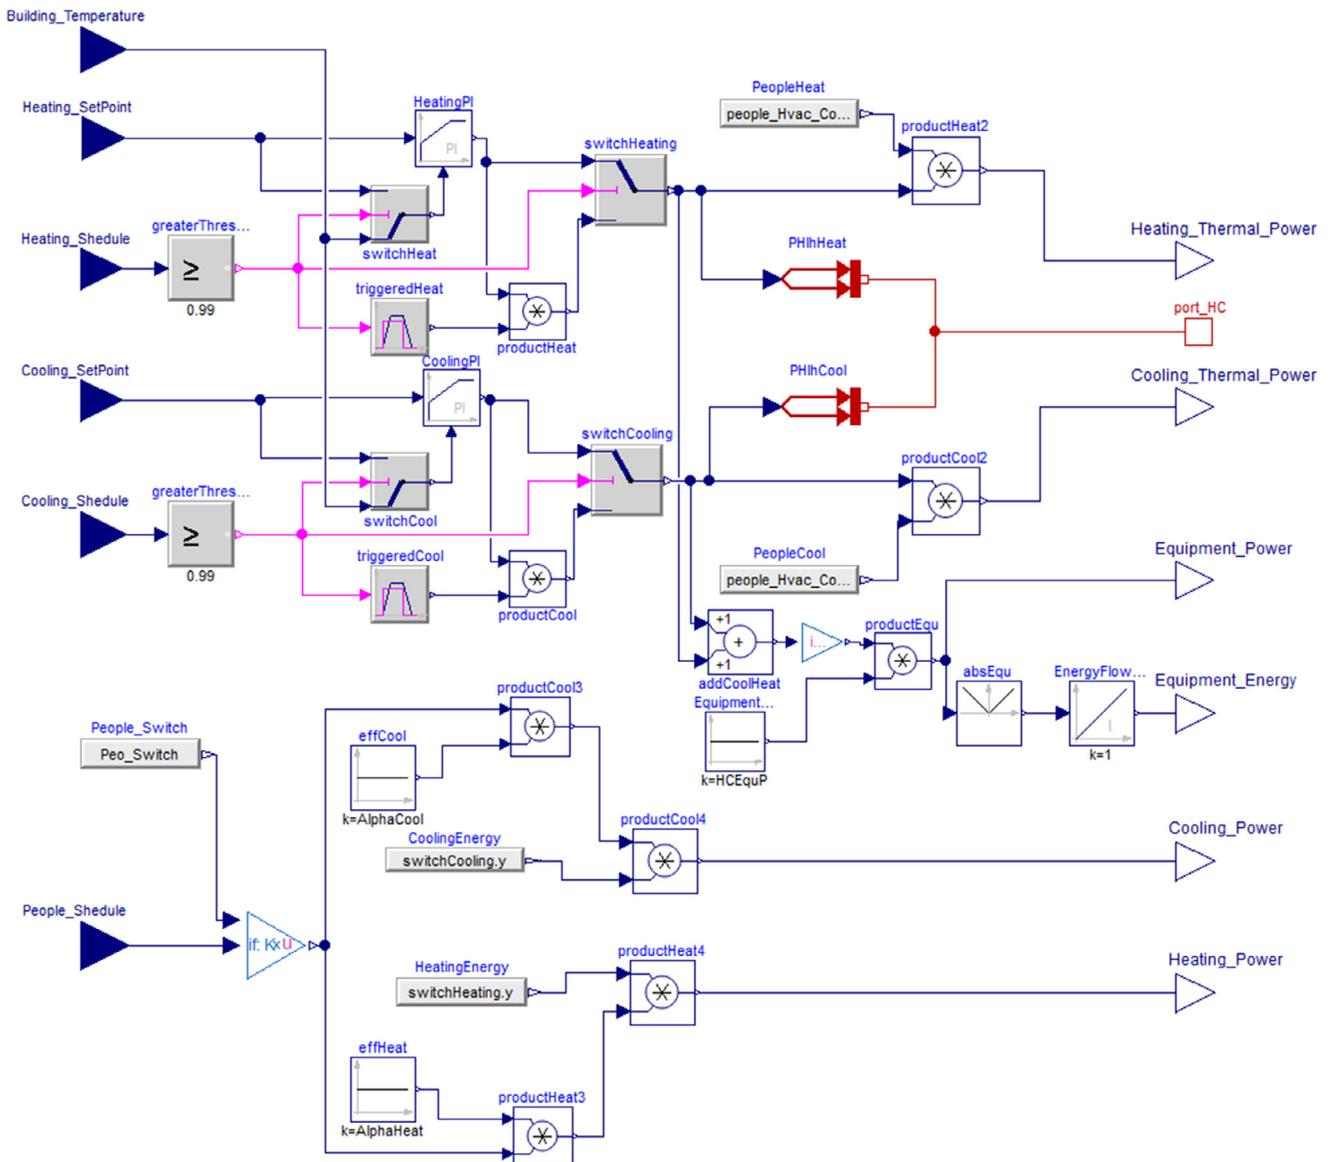 Building_Temperature
Heating_SetPoint
HeatingPI
PI
PeopleHeat
people_Hvac_Co...
productHeat2
switchHeating
Heating_Shedule
greaterThres...
≥
0.99
switchHeat
PHIhHeat
Heating_Thermal_Power
triggeredHeat
productHeat
port_HC
Cooling_SetPoint
CoolingPI
PI
PHIhCool
Cooling_Thermal_Power
switchCooling
productCool2
Cooling_Shedule
greaterThres...
≥
0.99
switchCool
triggeredCool
productCool
PeopleCool
people_Hvac_Co...
Equipment_Power
+1
+
+1
addCoolHeat
i...
productEqu
absEqu
EnergyFlow...
I
k=1
Equipment_Energy
Equipment...
k=HCEquP
People_Switch
Peo_Switch
productCool3
effCool
k=AlphaCool
CoolingEnergy
switchCooling.y
productCool4
Cooling_Power
People_Shedule
if: Kxu
HeatingEnergy
switchHeating.y
productHeat4
Heating_Power
effHeat
k=AlphaHeat
productHeat3